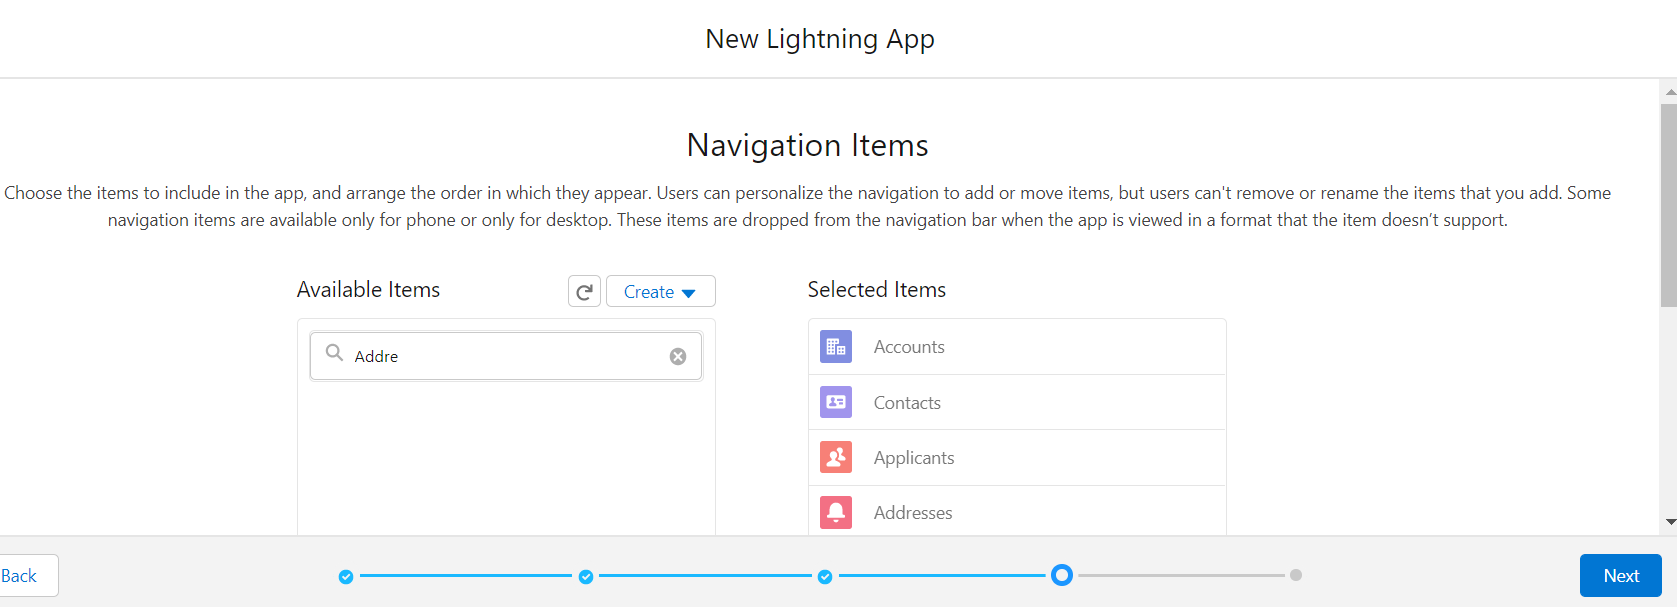 New Lightning App
Navigation Items
Choose the items to include in the app, and arrange the order in which they appear. Users can personalize the navigation to add or move items, but users can't remove or rename the items that you add. Some
navigation items are available only for phone or only for desktop. These items are dropped from the navigation bar when the app is viewed in a format that the item doesn’t support.
Available Items
Create
Addre
Selected Items
Accounts
Contacts
Applicants
Addresses
Back
Next